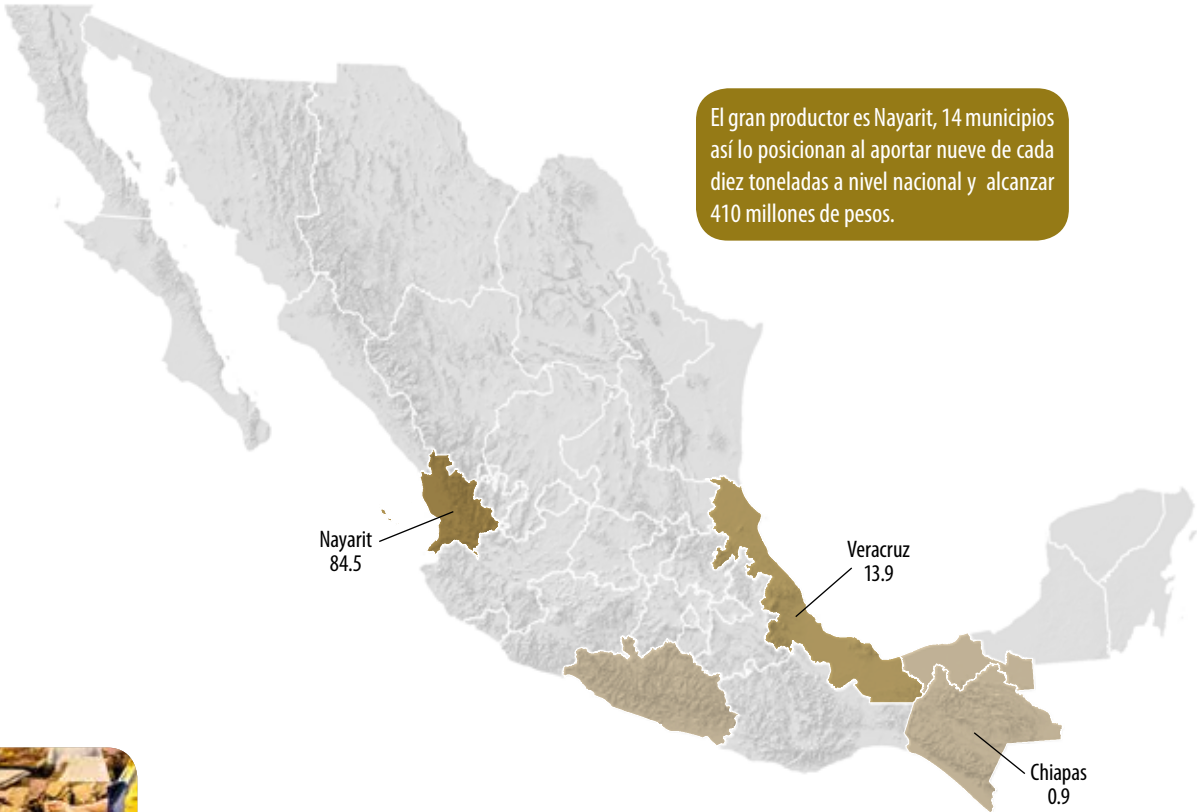 El gran productor es Nayarit, 14 municipios
así lo posicionan al aportar nueve de cada
diez toneladas a nivel nacional y alcanzar
410 millones de pesos.
Nayarit
84.5
Veracruz
13.9
Chiapas
0.9